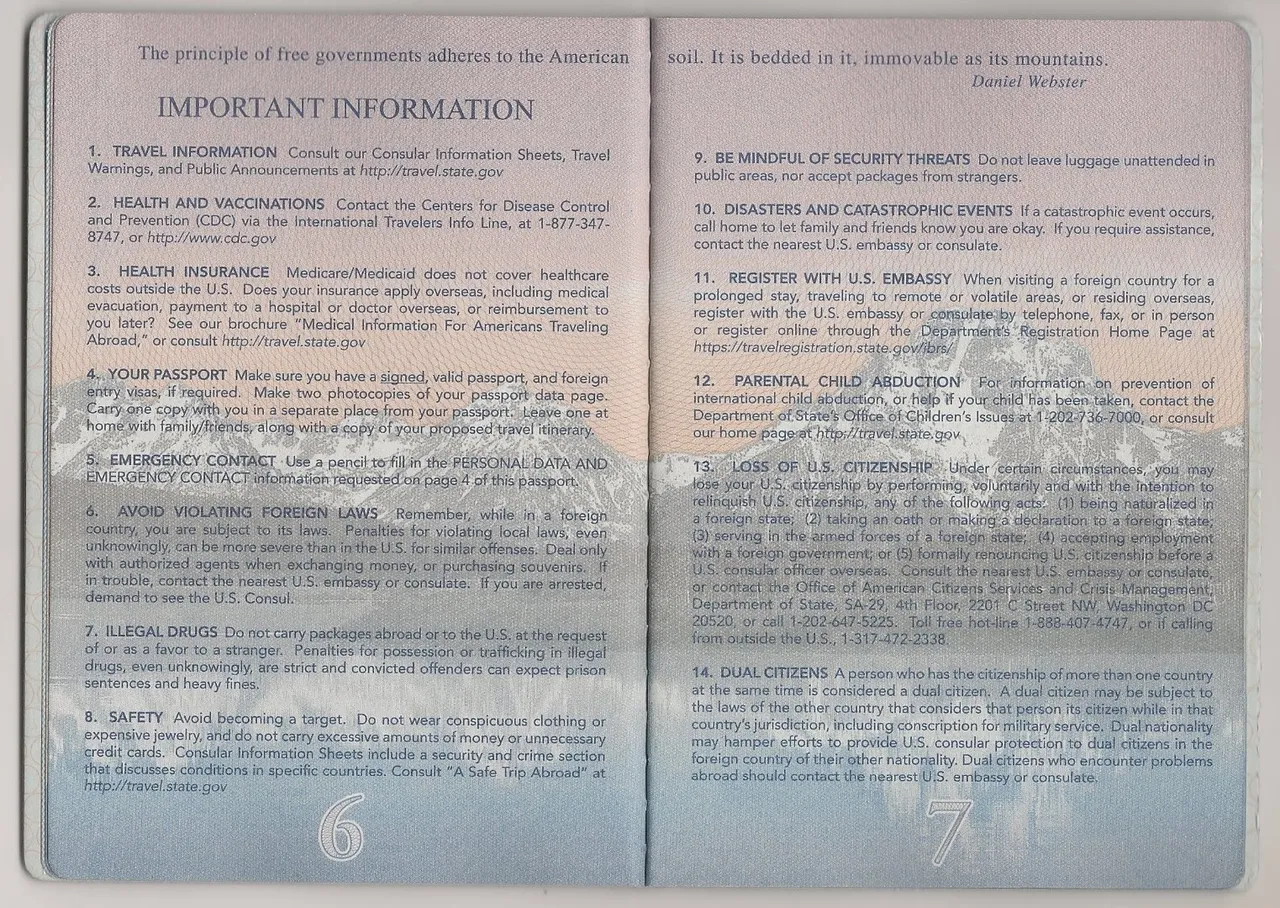 The principle of free governments adheres to the American soil. It is bedded in it, immovable as its mountains.
Daniel Webster
IMPORTANT INFORMATION
1. TRAVEL INFORMATION Consult our Consular Information Sheets, Travel
Warnings, and Public Announcements at http://travel.state.gov
2. HEALTH AND VACCINATIONS Contact the Centers for Disease Control
and Prevention (CDC) via the International Travelers Info Line, at 1-877-347-
8747, or http://www.cdc.gov
3. HEALTH INSURANCE Medicare/Medicaid does not cover healthcare
costs outside the U.S. Does your insurance apply overseas, including medical
evacuation, payment to a hospital or doctor overseas, or reimbursement to
you later? See our brochure "Medical Information For Americans Traveling
Abroad," or consult http://travel.state.gov
4. YOUR PASSPORT Make sure you have a signed, valid passport, and foreign
entry visas, if required. Make two photocopies of your passport data page.
Carry one copy with you in a separate place from your passport. Leave one at
home with family/friends, along with a copy of your proposed travel itinerary.
5. EMERGENCY CONTACT Use a pencil to fill in the PERSONAL DATA AND
EMERGENCY CONTACT information requested on page 4 of this passport.
6. AVOID VIOLATING FOREIGN LAWS Remember, while in a foreign
country, you are subject to its laws. Penalties for violating local laws, even
unknowingly, can be more severe than in the U.S. for similar offenses. Deal only
with authorized agents when exchanging money, or purchasing souvenirs. If
in trouble, contact the nearest U.S. embassy or consulate. If you are arrested,
demand to see the U.S. Consul.
7. ILLEGAL DRUGS Do not carry packages abroad or to the U.S. at the request
of or as a favor to a stranger. Penalties for possession or trafficking in illegal
drugs, even unknowingly, are strict and convicted offenders can expect prison
sentences and heavy fines.
8. SAFETY Avoid becoming a target. Do not wear conspicuous clothing or
expensive jewelry, and do not carry excessive amounts of money or unnecessary
credit cards. Consular Information Sheets include a security and crime section
that discusses conditions in specific countries. Consult "A Safe Trip Abroad" at
http://travel.state.gov
6
9. BE MINDFUL OF SECURITY THREATS Do not leave luggage unattended in
public areas, nor accept packages from strangers.
10. DISASTERS AND CATASTROPHIC EVENTS If a catastrophic event occurs,
call home to let family and friends know you are okay. If you require assistance,
contact the nearest U.S. embassy or consulate.
11. REGISTER WITH U.S. EMBASSY When visiting a foreign country for a
prolonged stay, traveling to remote or volatile areas, or residing overseas,
register with the U.S. embassy or consulate by telephone, fax, or in person
or register online through the Department's Registration Home Page at
https://travelregistration.state.gov/ibrs/
12. PARENTAL CHILD ABDUCTION For information on prevention of
international child abduction, or help if your child has been taken, contact the
Department of State's Office of Children's Issues at 1-202-736-7000, or consult
our home page at http://travel.state.gov
13. LOSS OF U.S. CITIZENSHIP Under certain circumstances, you may
lose your U.S. citizenship by performing, voluntarily and with the intention to
relinquish U.S. citizenship, any of the following acts: (1) being naturalized in
a foreign state; (2) taking an oath or making a declaration to a foreign state;
(3) serving in the armed forces of a foreign state; (4) accepting employment
with a foreign government; or (5) formally renouncing U.S. citizenship before a
U.S. consular officer overseas. Consult the nearest U.S. embassy or consulate,
or contact the Office of American Citizens Services and Crisis Management,
Department of State, SA-29, 4th Floor, 2201 C Street NW, Washington DC
20520, or call 1-202-647-5225. Toll free hot-line 1-888-407-4747, or if calling
from outside the U.S., 1-317-472-2338.
14. DUAL CITIZENS A person who has the citizenship of more than one country
at the same time is considered a dual citizen. A dual citizen may be subject to
the laws of the other country that considers that person its citizen while in that
country's jurisdiction, including conscription for military service. Dual nationality
may hamper efforts to provide U.S. consular protection to dual citizens in the
foreign country of their other nationality. Dual citizens who encounter problems
abroad should contact the nearest U.S. embassy or consulate.
7